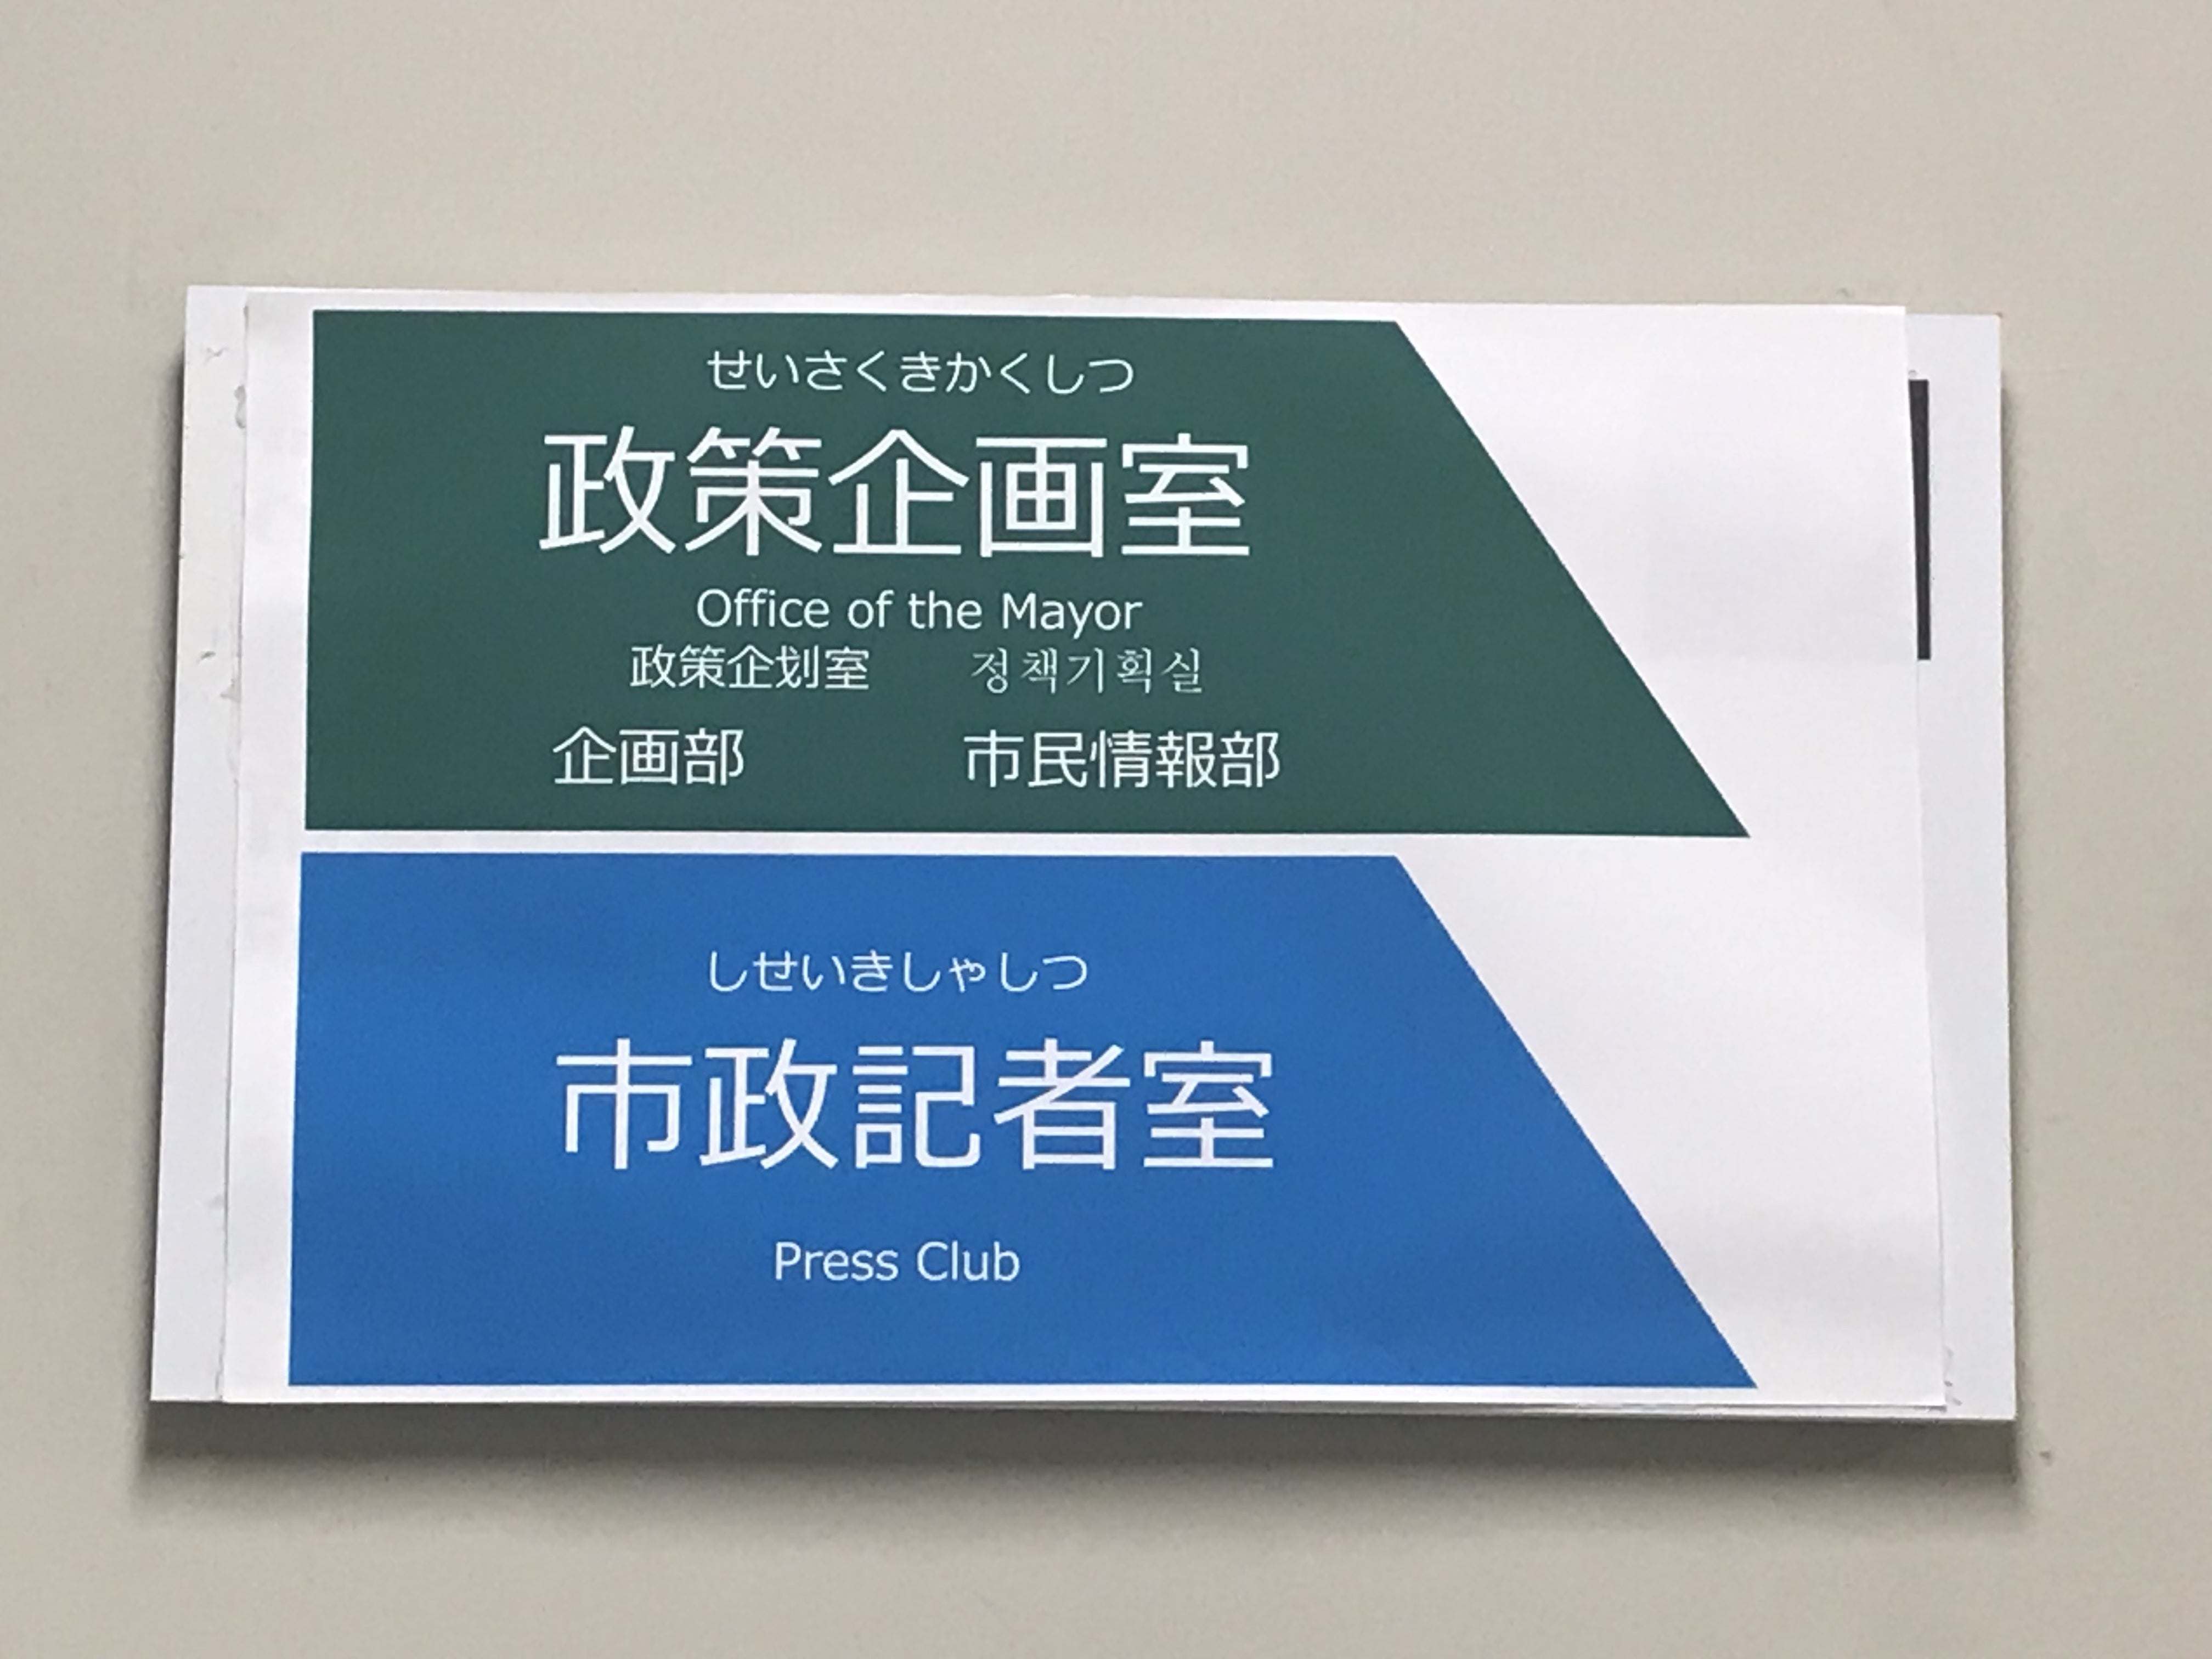 せいさくきかくしつ
政策企画室
Office of the Mayor
政策企划室 정책기획실
企画部 市民情報部
しせいきしゃしつ
市政記者室
Press Club